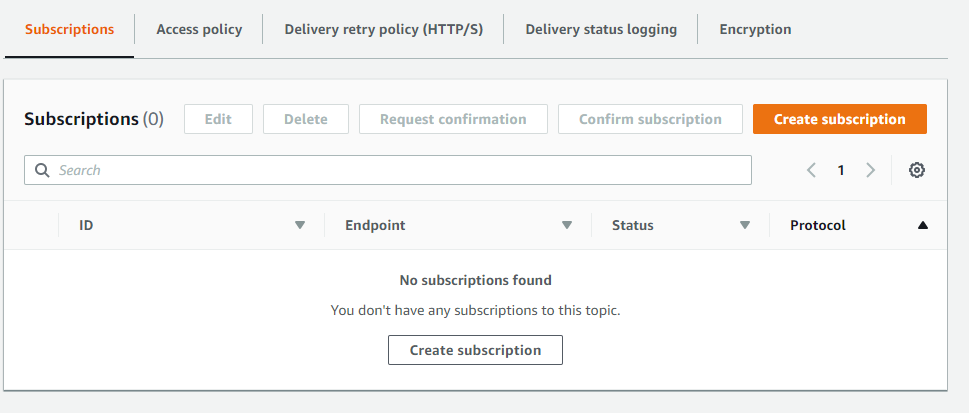 Subscriptions Access policy Delivery retry policy (HTTP/S) Delivery status logging Encryption
Subscriptions (0) Edit Delete Request confirmation Confirm subscription Create subscription
Search 1
ID Endpoint Status Protocol
No subscriptions found
You don't have any subscriptions to this topic.
Create subscription